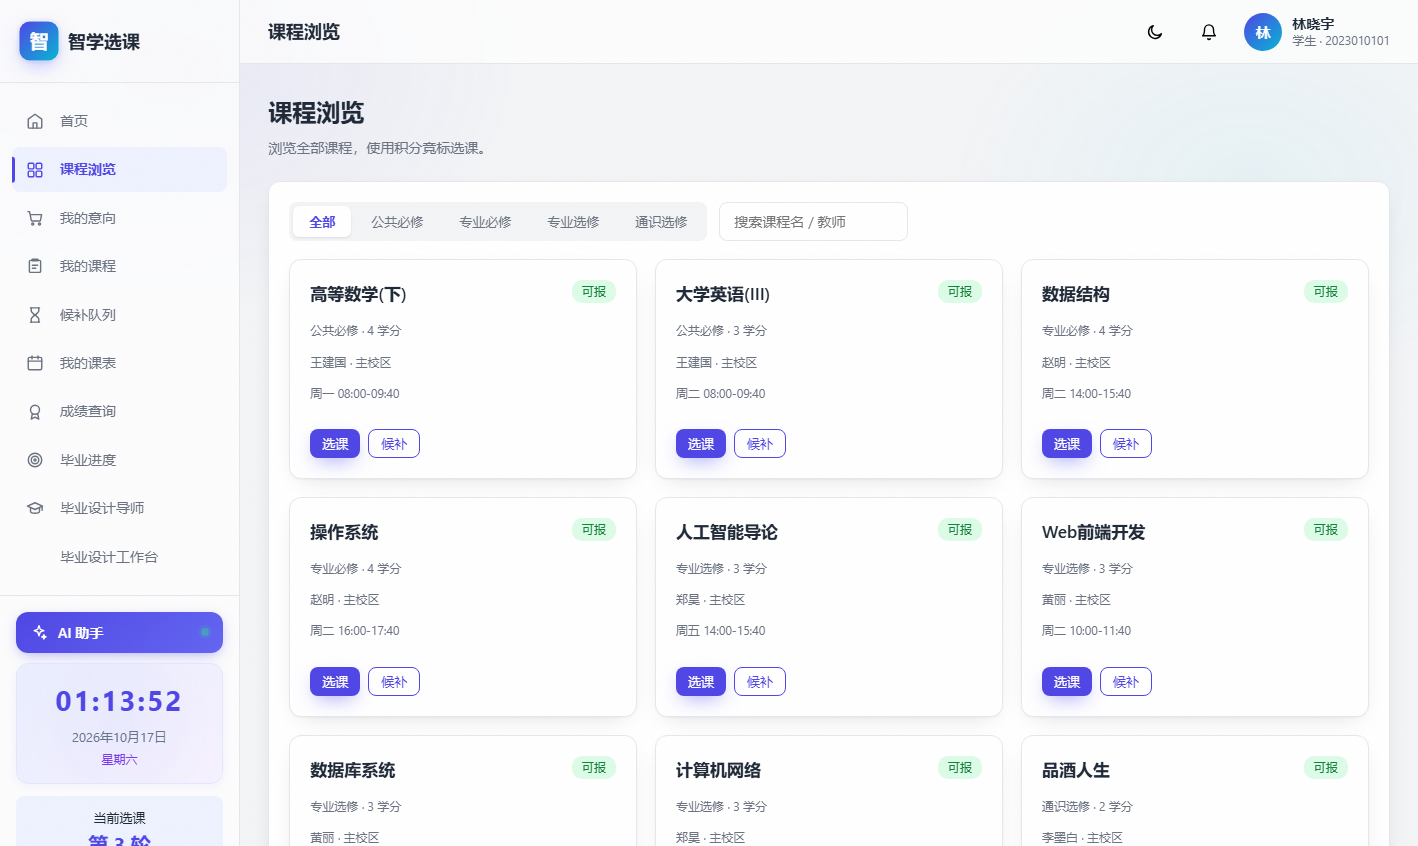 智 智学选课
首页
课程浏览
我的意向
我的课程
候补队列
我的课表
成绩查询
毕业进度
毕业设计导师
毕业设计工作台
AI 助手
01:13:52
2026年10月17日
星期六
当前选课
第 3 轮
课程浏览
林
林晓宇
学生 · 2023010101
课程浏览
浏览全部课程，使用积分竞标选课。
全部 公共必修 专业必修 专业选修 通识选修
搜索课程名 / 教师
高等数学(下) 可报
公共必修 · 4 学分
王建国 · 主校区
周一 08:00-09:40
选课 候补
大学英语(III) 可报
公共必修 · 3 学分
王建国 · 主校区
周二 08:00-09:40
选课 候补
数据结构 可报
专业必修 · 4 学分
赵明 · 主校区
周二 14:00-15:40
选课 候补
操作系统 可报
专业必修 · 4 学分
赵明 · 主校区
周二 16:00-17:40
选课 候补
人工智能导论 可报
专业选修 · 3 学分
郑昊 · 主校区
周五 14:00-15:40
选课 候补
Web前端开发 可报
专业选修 · 3 学分
黄丽 · 主校区
周二 10:00-11:40
选课 候补
数据库系统 可报
专业选修 · 3 学分
黄丽 · 主校区
计算机网络 可报
专业选修 · 3 学分
郑昊 · 主校区
品酒人生 可报
通识选修 · 2 学分
李墨白 · 主校区